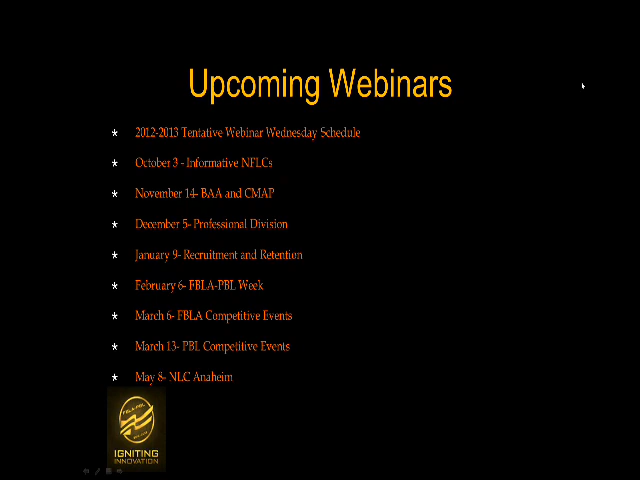 Upcoming Webinars
* 2012-2013 Tentative Webinar Wednesday Schedule
* October 3 - Informative NFLCs
* November 14- BAA and CMAP
* December 5- Professional Division
* January 9- Recruitment and Retention
* February 6- FBLA-PBL Week
* March 6- FBLA Competitive Events
* March 13- PBL Competitive Events
* May 8- NLC Anaheim
FBLA-PBL
IGNITING
INNOVATION